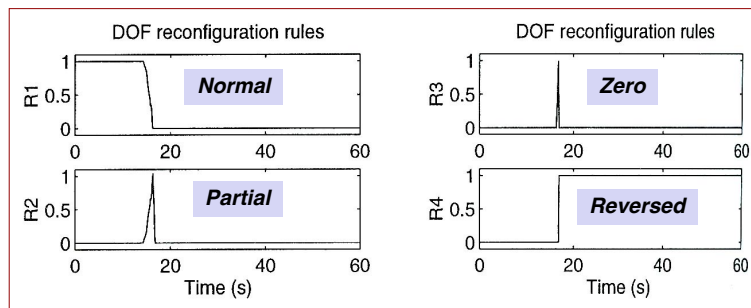 DOF reconfiguration rules
R1
1
0.5
0
Normal
0 20 40 60
R2
1
0.5
0
Partial
0 20 40 60
Time (s)
DOF reconfiguration rules
R3
1
0.5
0
Zero
0 20 40 60
R4
1
0.5
0
Reversed
0 20 40 60
Time (s)